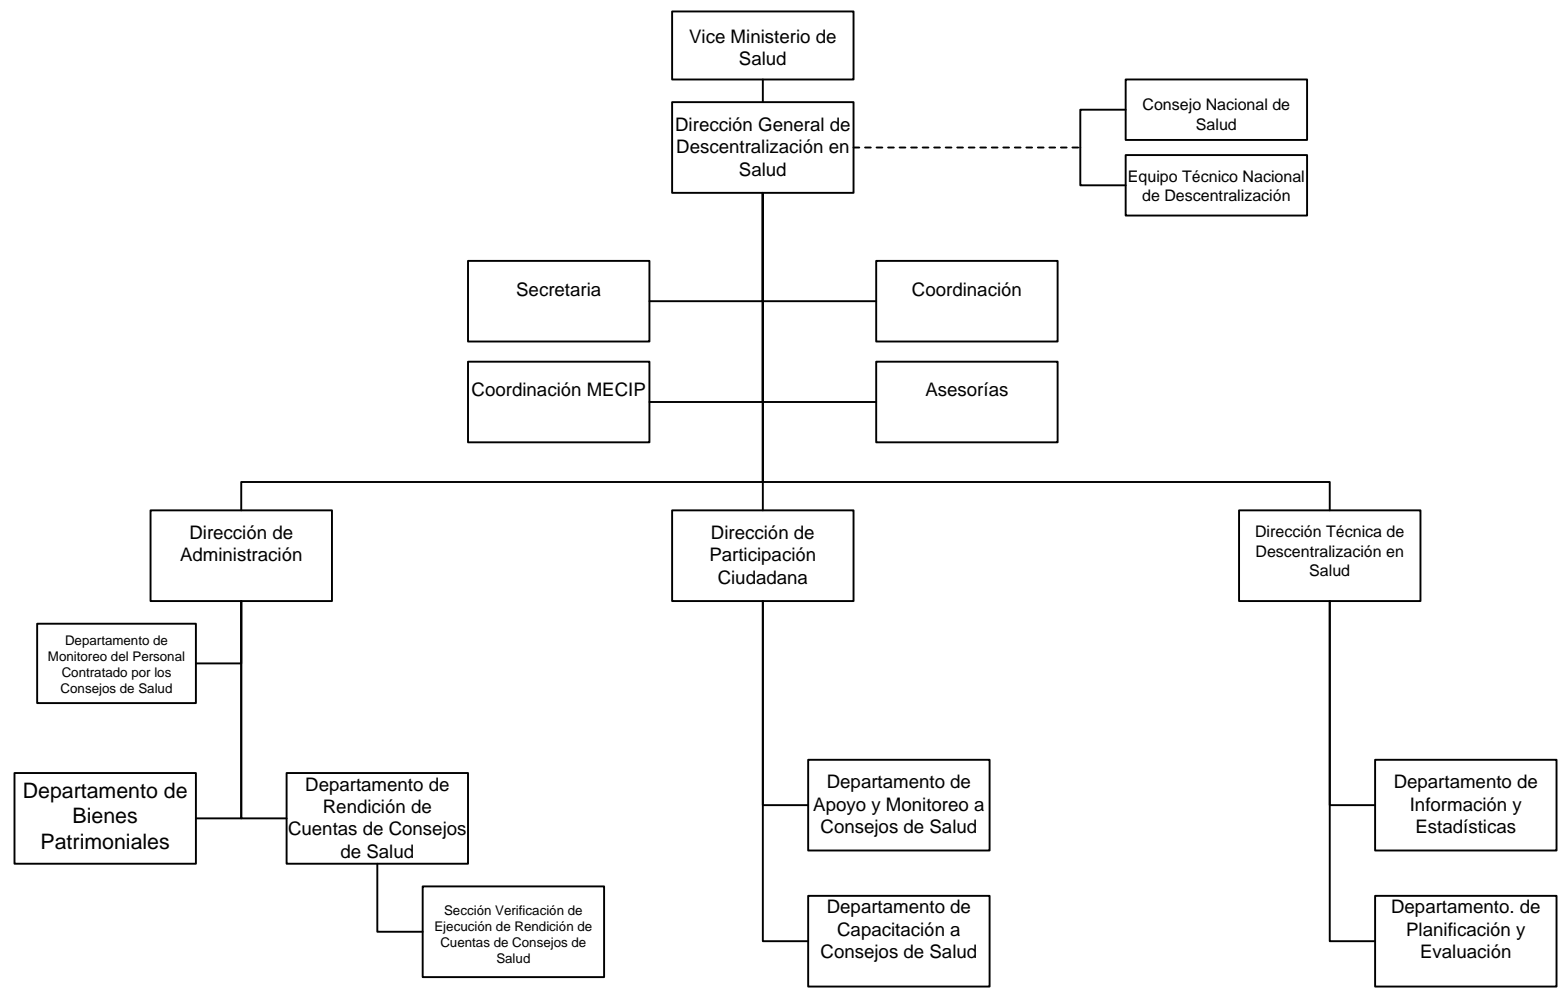 Vice Ministerio de
Salud
Dirección General de
Descentralización en
Salud
Consejo Nacional de
Salud
Equipo Técnico Nacional
de Descentralización
Secretaria
Coordinación
Coordinación MECIP
Asesorías
Dirección de
Administración
Dirección de
Participación
Ciudadana
Dirección Técnica de
Descentralización en
Salud
Departamento de
Monitoreo del Personal
Contratado por los
Consejos de Salud
Departamento de
Bienes
Patrimoniales
Departamento de
Rendición de
Cuentas de Consejos
de Salud
Sección Verificación de
Ejecución de Rendición de
Cuentas de Consejos de
Salud
Departamento de
Apoyo y Monitoreo a
Consejos de Salud
Departamento de
Capacitación a
Consejos de Salud
Departamento de
Información y
Estadísticas
Departamento. de
Planificación y
Evaluación